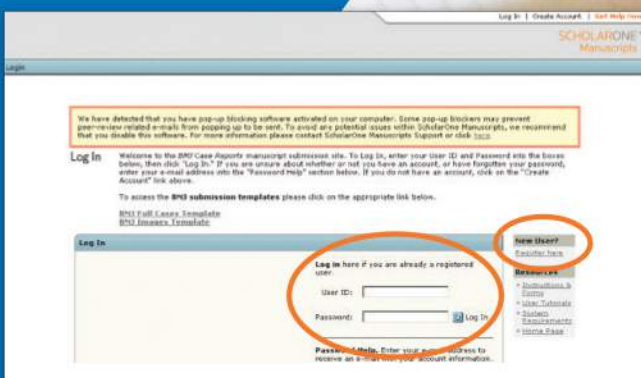 Log In | Create Account | Get Help Now
SCHOLARONE™
Manuscripts
Login
We have detected that you have pop-up blocking software activated on your computer. Some pop-up blockers may prevent
peer-review related e-mails from popping up to be sent. To avoid any potential issues within ScholarOne Manuscripts, we recommend
that you disable this software. For more information please contact ScholarOne Manuscripts Support or click here.
Log In
Welcome to the BMJ Case Reports manuscript submission site. To Log In, enter your User ID and Password into the boxes
below, then click "Log In." If you are unsure about whether or not you have an account, or have forgotten your password,
enter your e-mail address into the "Password Help" section below. If you do not have an account, click on the "Create
Account" link above.
To access the BMJ submission templates please click on the appropriate link below.
BMJ Full Cases Template
BMJ Images Template
Log In
New User?
Register here
Log in here if you are already a registered
user.
Resources
Instructions &
Forms
User ID:
User Tutorials
System
Requirements
Password:
Log In
Home Page
Password Help. Enter your e-mail address to
receive an e-mail with your account information.